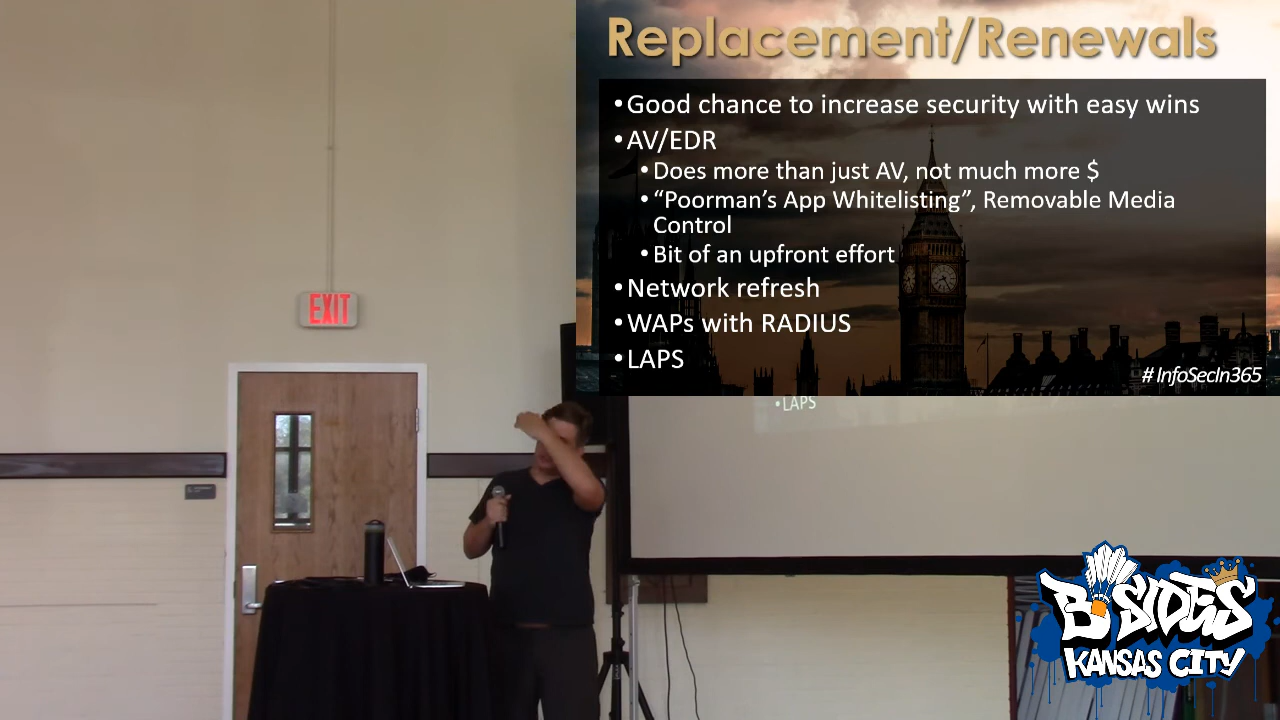 Replacement/Renewals
•Good chance to increase security with easy wins
•AV/EDR
•Does more than just AV, not much more $
•“Poorman’s App Whitelisting”, Removable Media
Control
•Bit of an upfront effort
•Network refresh
•WAPs with RADIUS
•LAPS
#InfoSecIn365
•LAPS
EXIT
B·SIDES
KANSAS CITY